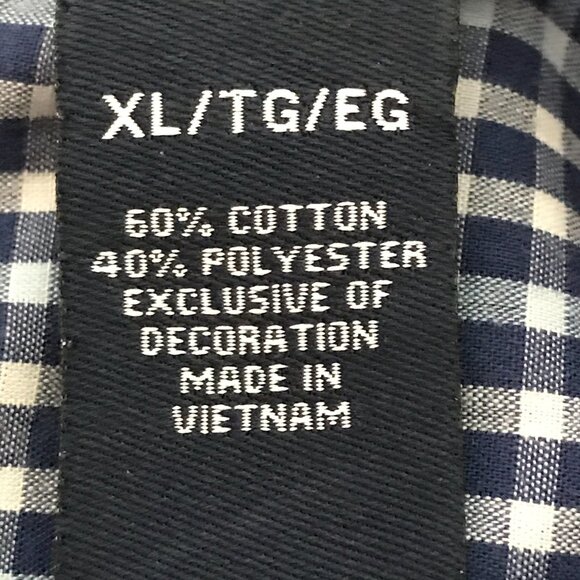 XL/TG/EG
60% COTTON
40% POLYESTER
EXCLUSIVE OF
DECORATION
MADE IN
VIETNAM